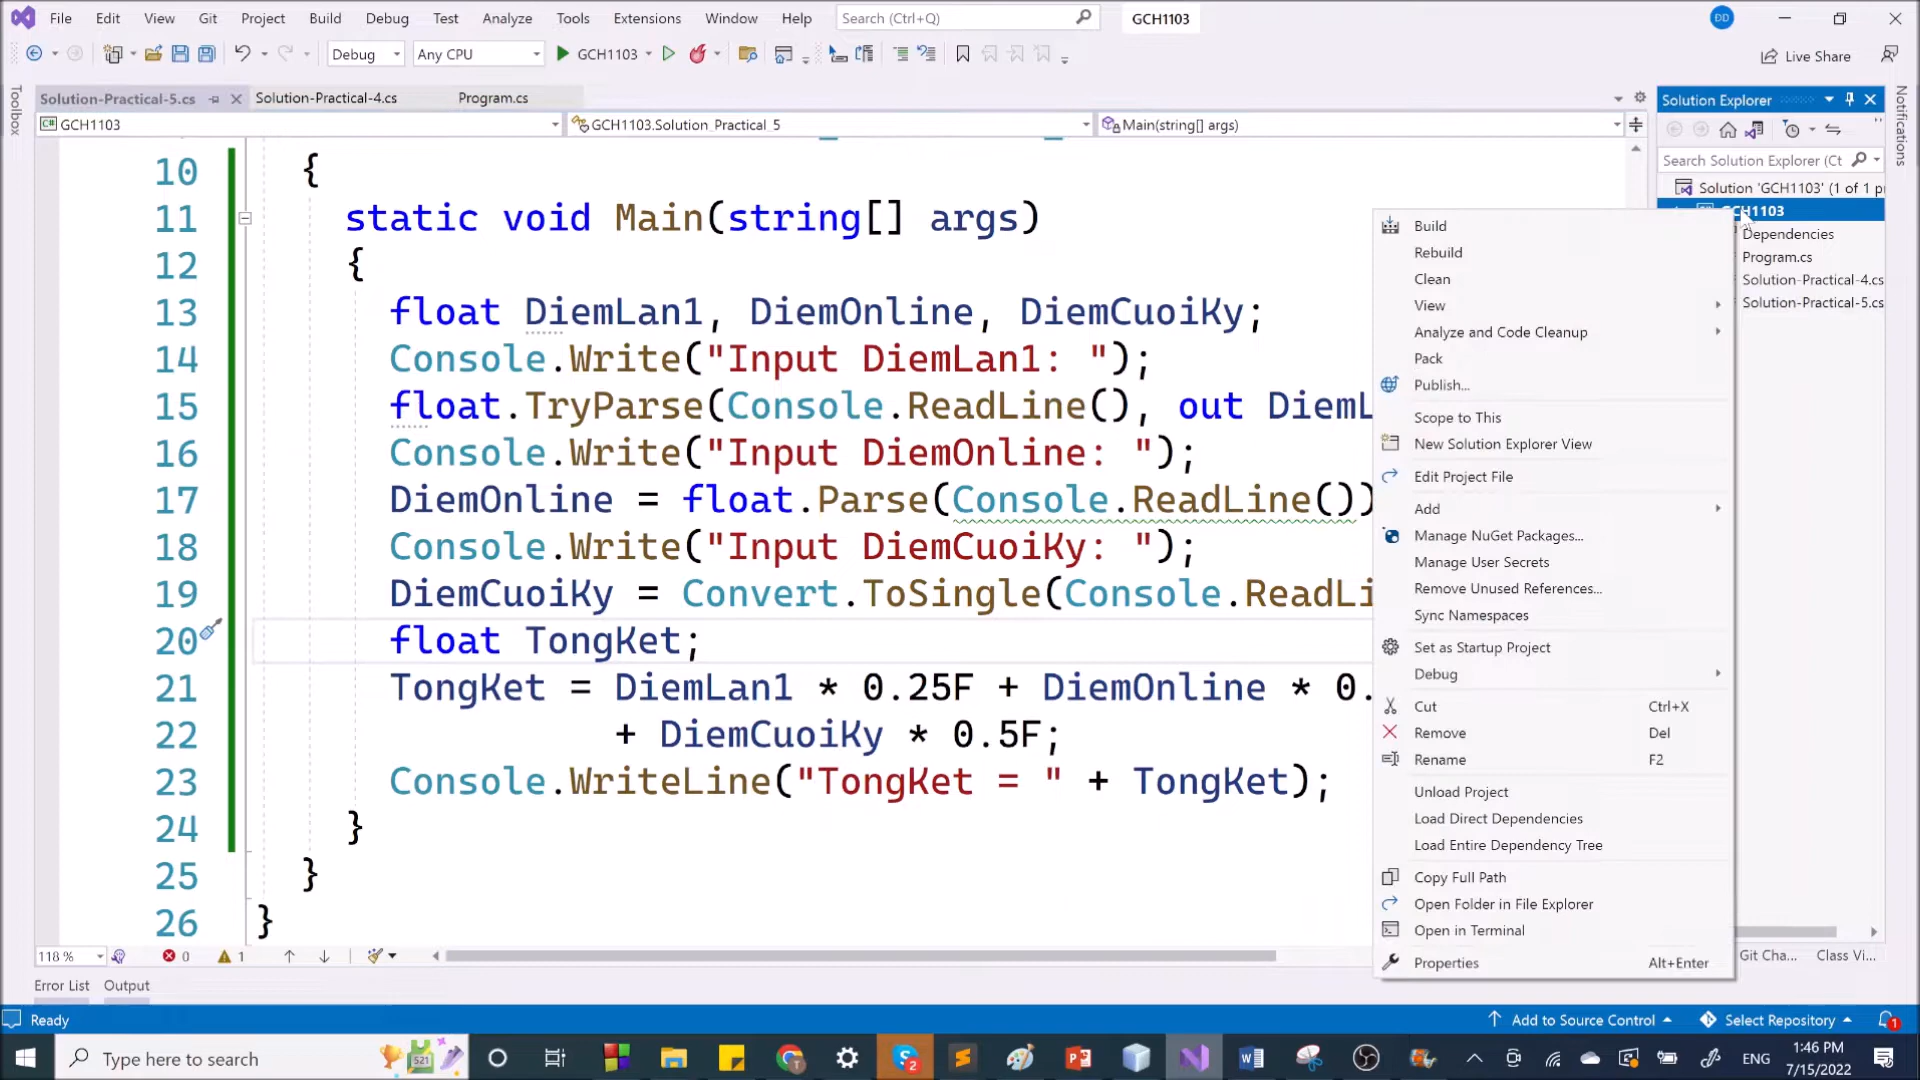 File Edit View Git Project Build Debug Test Analyze Tools Extensions Window Help Search (Ctrl+Q) GCH1103 DD
Debug Any CPU GCH1103 Live Share
Toolbox
Solution-Practical-5.cs Solution-Practical-4.cs Program.cs
GCH1103 GCH1103.Solution_Practical_5 Main(string[] args)
10 {
11 static void Main(string[] args)
12 {
13 float DiemLan1, DiemOnline, DiemCuoiKy;
14 Console.Write("Input DiemLan1: ");
15 float.TryParse(Console.ReadLine(), out DiemL
16 Console.Write("Input DiemOnline: ");
17 DiemOnline = float.Parse(Console.ReadLine())
18 Console.Write("Input DiemCuoiKy: ");
19 DiemCuoiKy = Convert.ToSingle(Console.ReadLi
20 float TongKet;
21 TongKet = DiemLan1 * 0.25F + DiemOnline * 0.
22 + DiemCuoiKy * 0.5F;
23 Console.WriteLine("TongKet = " + TongKet);
24 }
25 }
26 }
118 % 0 1
Error List Output
Solution Explorer
Search Solution Explorer (Ct
Solution 'GCH1103' (1 of 1 pr
GCH1103
Dependencies
Program.cs
Solution-Practical-4.cs
Solution-Practical-5.cs
Notifications
Build
Rebuild
Clean
View
Analyze and Code Cleanup
Pack
Publish...
Scope to This
New Solution Explorer View
Edit Project File
Add
Manage NuGet Packages...
Manage User Secrets
Remove Unused References...
Sync Namespaces
Set as Startup Project
Debug
Cut Ctrl+X
Remove Del
Rename F2
Unload Project
Load Direct Dependencies
Load Entire Dependency Tree
Copy Full Path
Open Folder in File Explorer
Open in Terminal
Properties Alt+Enter
Git Cha... Class Vi...
Ready Add to Source Control Select Repository 1
Type here to search 521 2 ENG 1:46 PM
7/15/2022